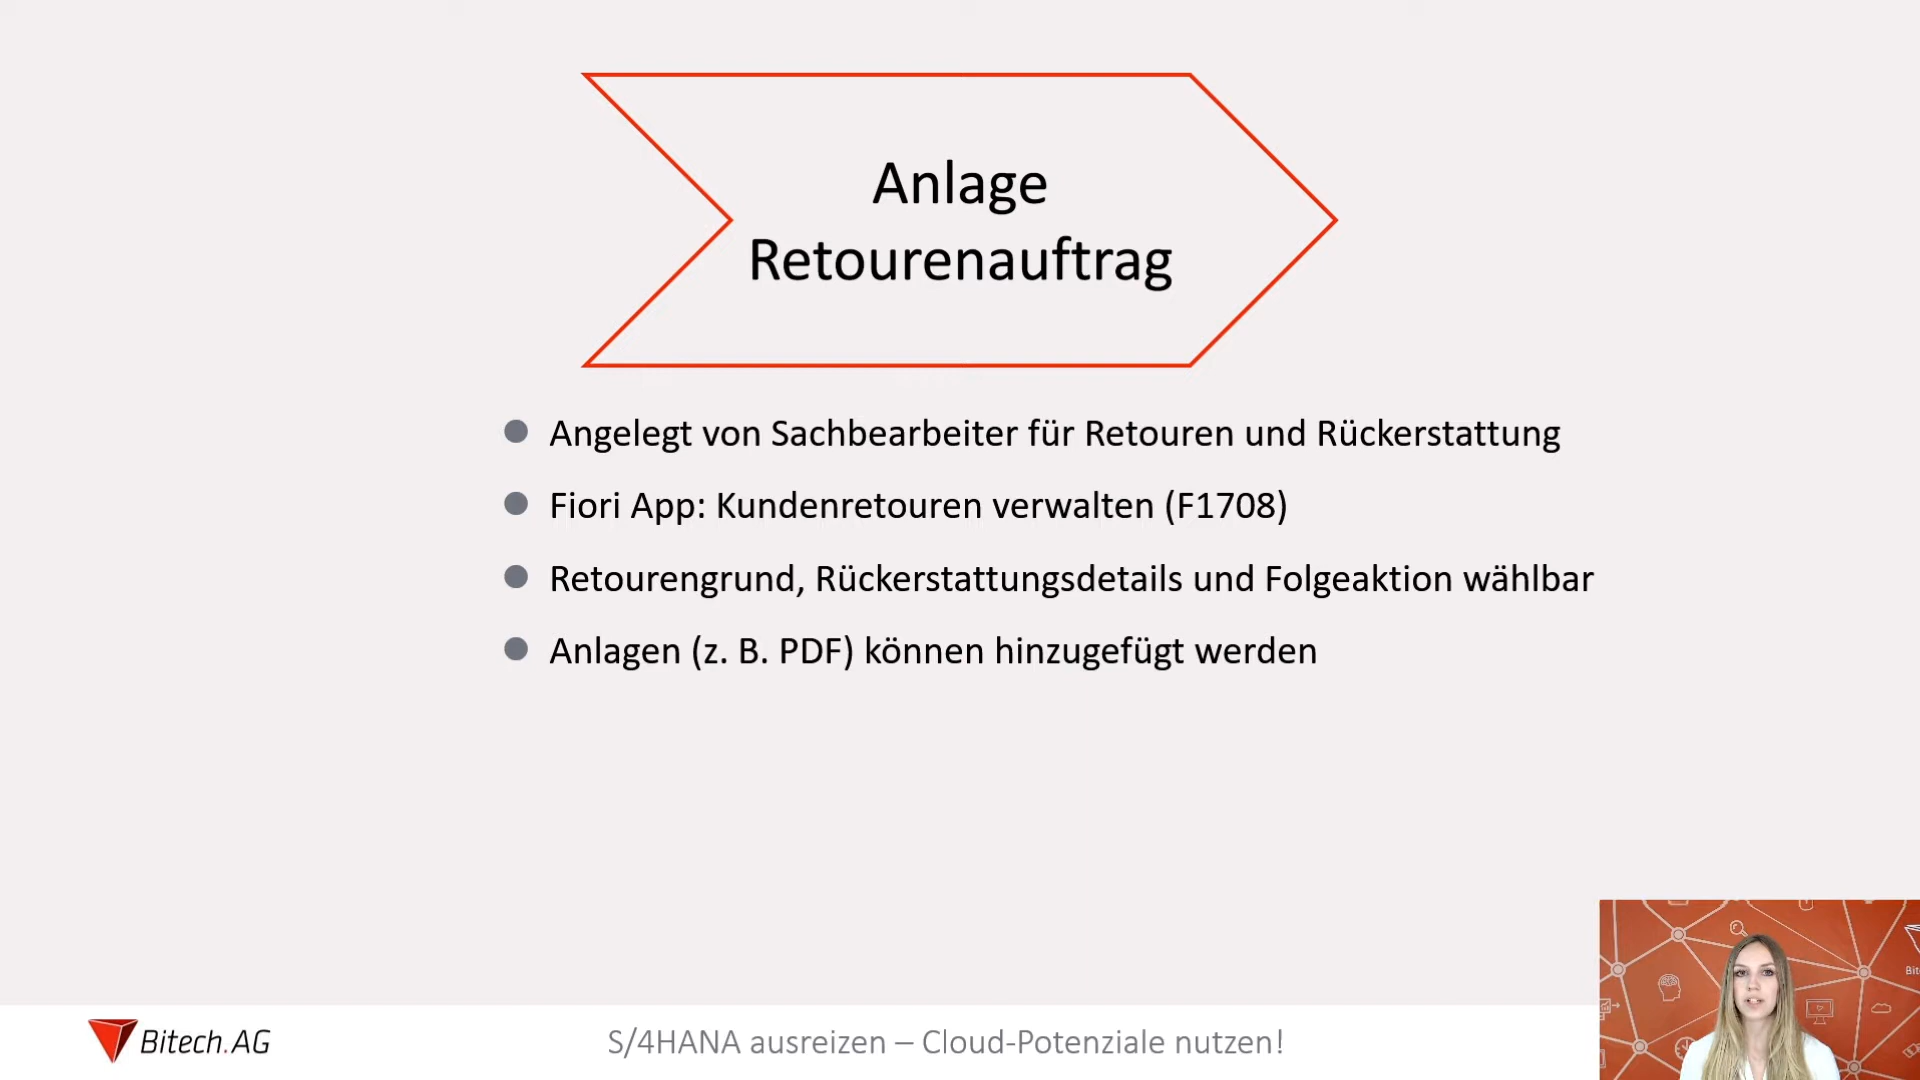 Anlage
Retourenauftrag
Angelegt von Sachbearbeiter für Retouren und Rückerstattung
Fiori App: Kundenretouren verwalten (F1708)
Retourengrund, Rückerstattungsdetails und Folgeaktion wählbar
Anlagen (z. B. PDF) können hinzugefügt werden
Bitech.AG
S/4HANA ausreizen – Cloud-Potenziale nutzen!